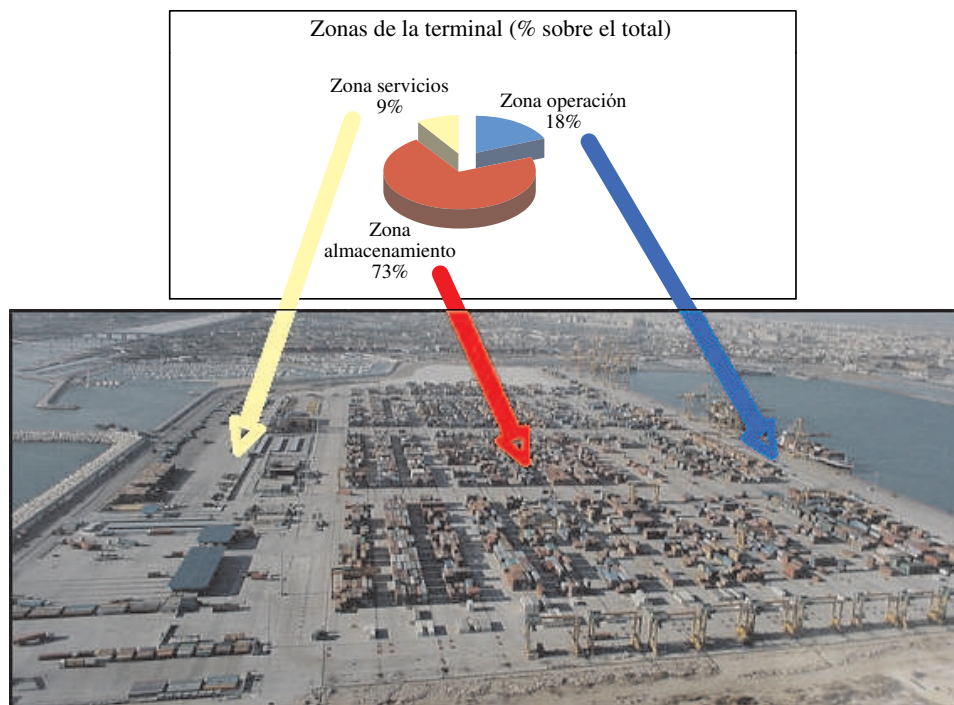 Zonas de la terminal (% sobre el total)
Zona servicios
9%
Zona operación
18%
Zona
almacenamiento
73%